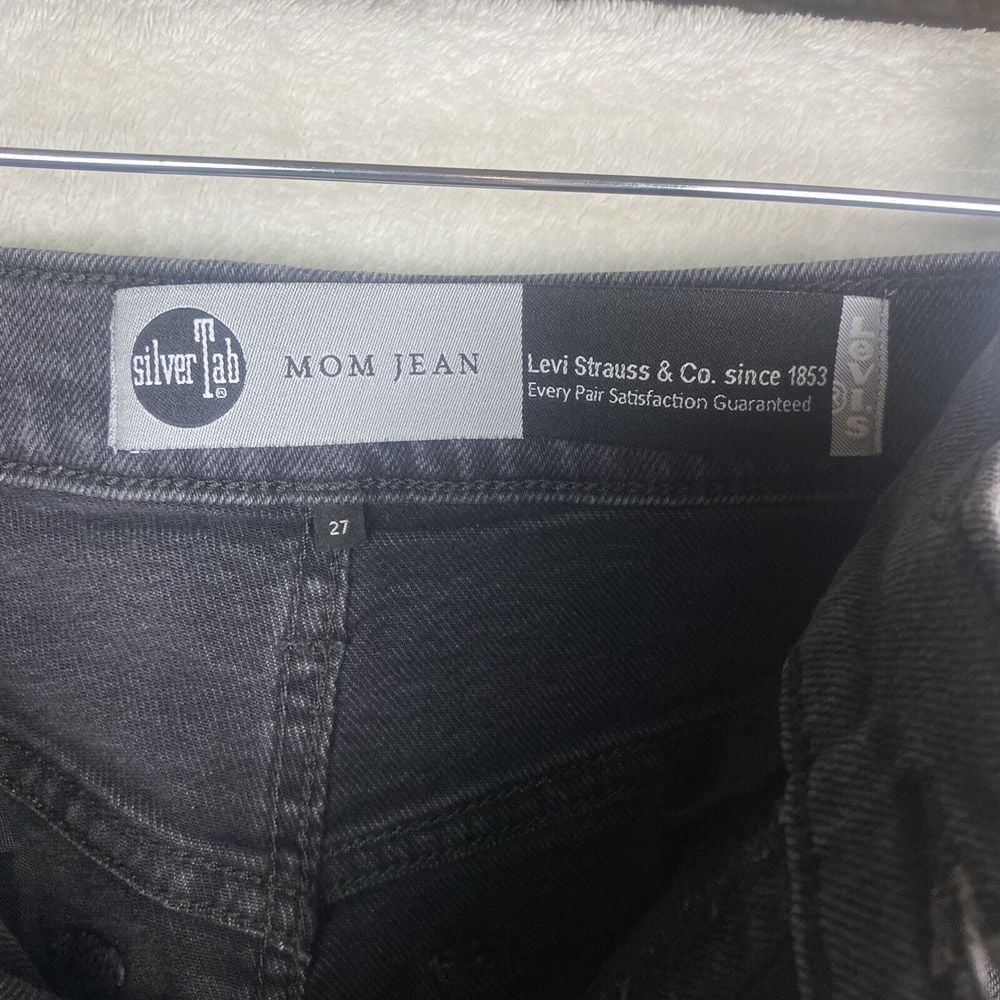 silverTab ®
MOM JEAN
Levi Strauss & Co. since 1853
Every Pair Satisfaction Guaranteed
Levi's ®
27